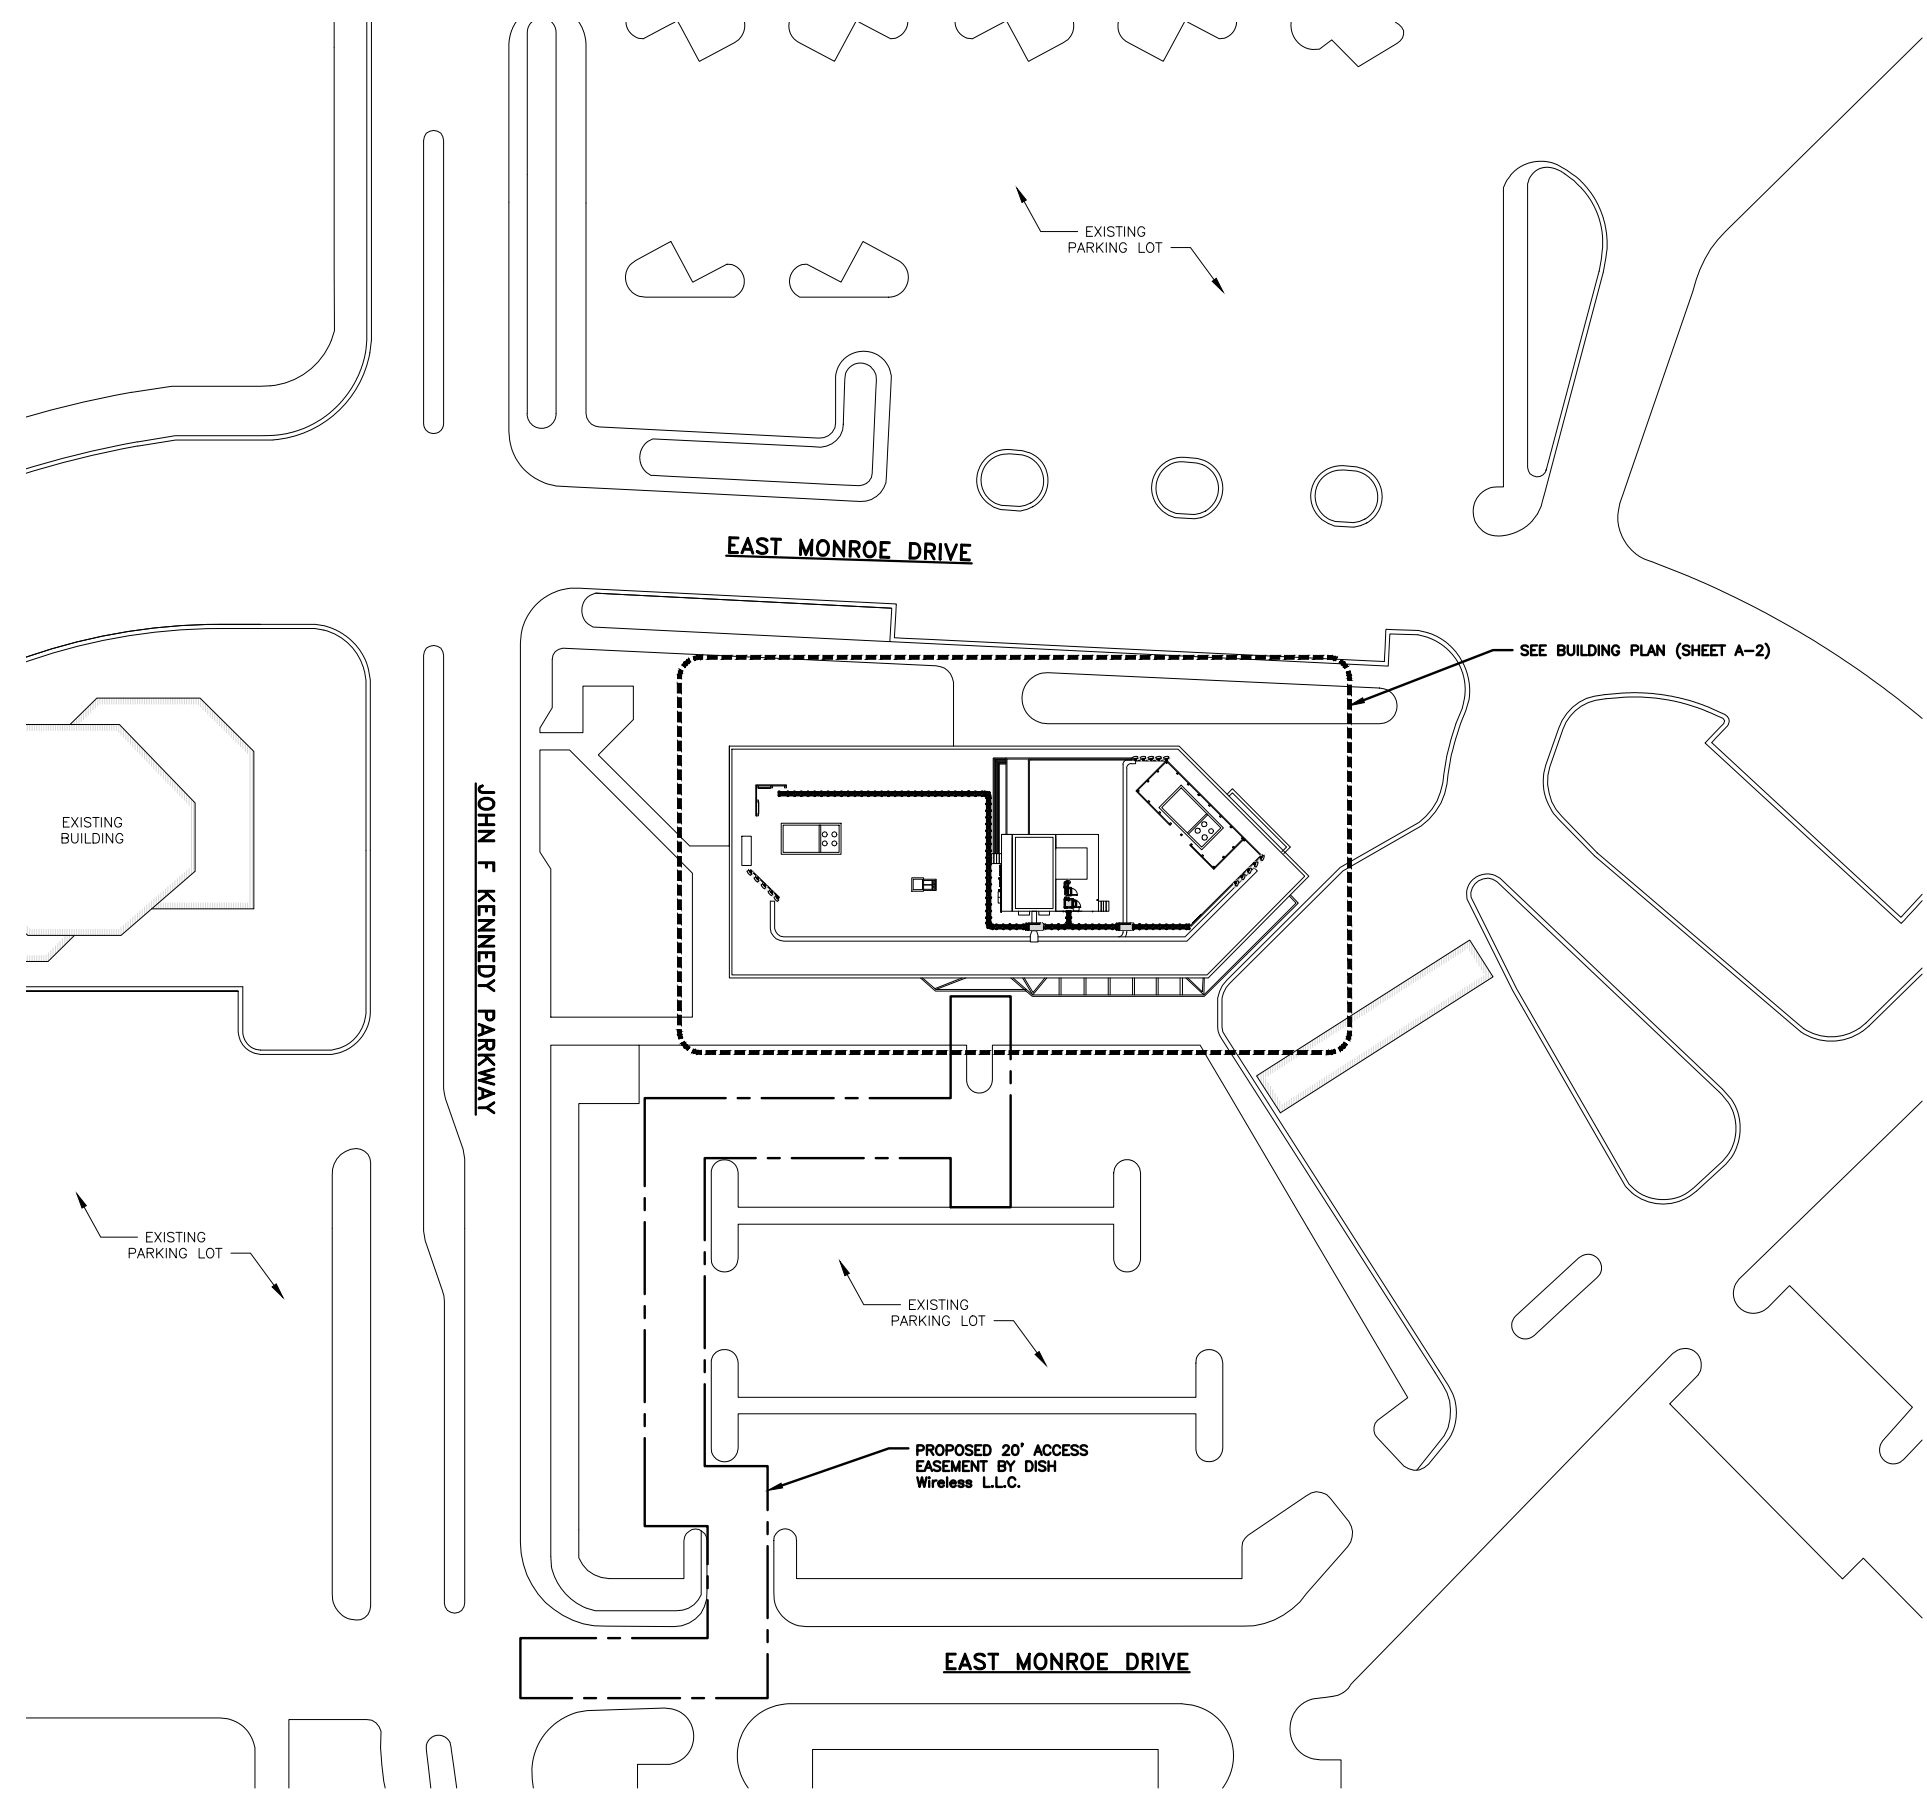 EXISTING
PARKING LOT
EAST MONROE DRIVE
SEE BUILDING PLAN (SHEET A-2)
EXISTING
BUILDING
JOHN F KENNEDY PARKWAY
EXISTING
PARKING LOT
EXISTING
PARKING LOT
PROPOSED 20' ACCESS
EASEMENT BY DISH
Wireless L.L.C.
EAST MONROE DRIVE